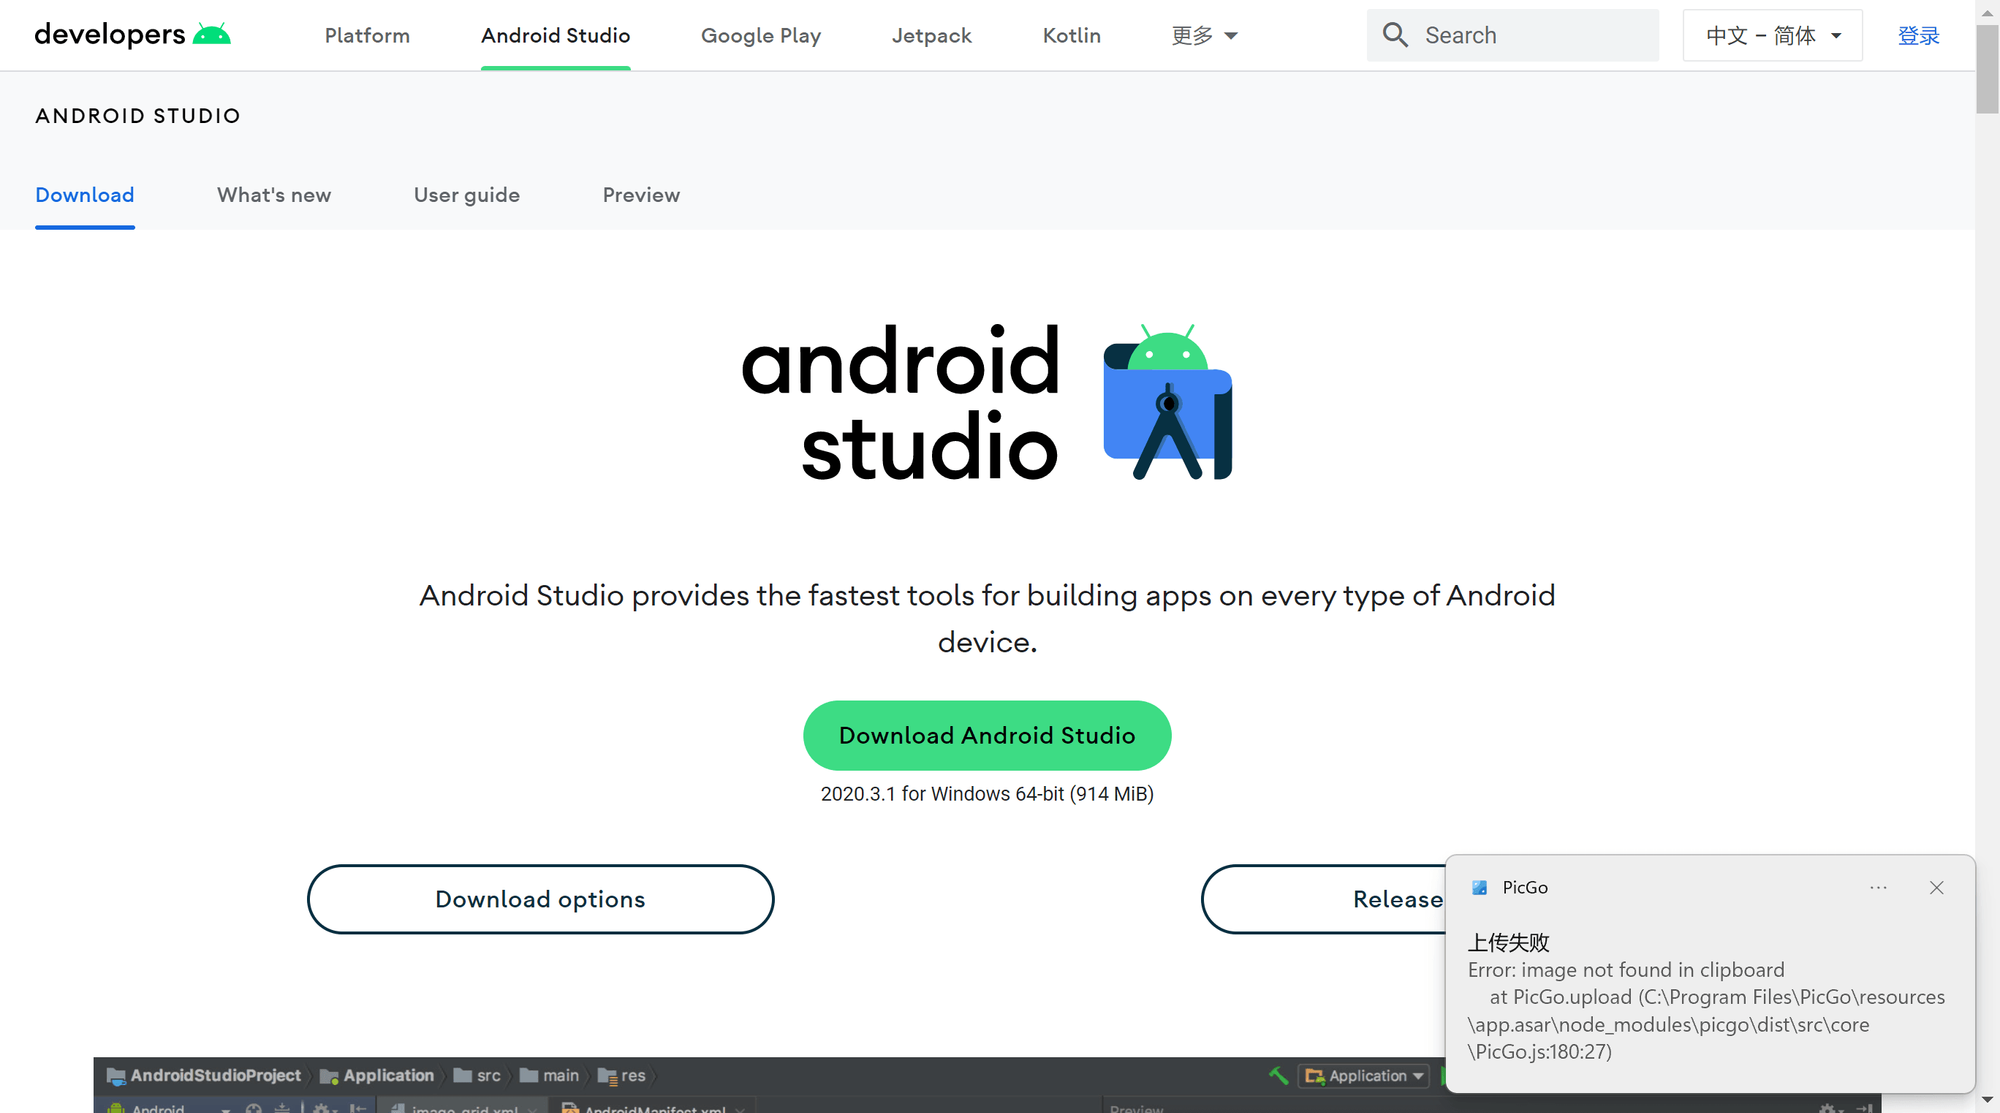 developers
Platform
Android Studio
Google Play
Jetpack
Kotlin
更多
Search
中文 – 简体
登录
ANDROID STUDIO
Download
What's new
User guide
Preview
android
studio
Android Studio provides the fastest tools for building apps on every type of Android
device.
Download Android Studio
2020.3.1 for Windows 64-bit (914 MiB)
Download options
Release
PicGo
上传失败
Error: image not found in clipboard
at PicGo.upload (C:\Program Files\PicGo\resources
\app.asar\node_modules\picgo\dist\src\core
\PicGo.js:180:27)
AndroidStudioProject
Application
src
main
res
Application
Android
image_grid.xml
AndroidManifest.xml
Preview